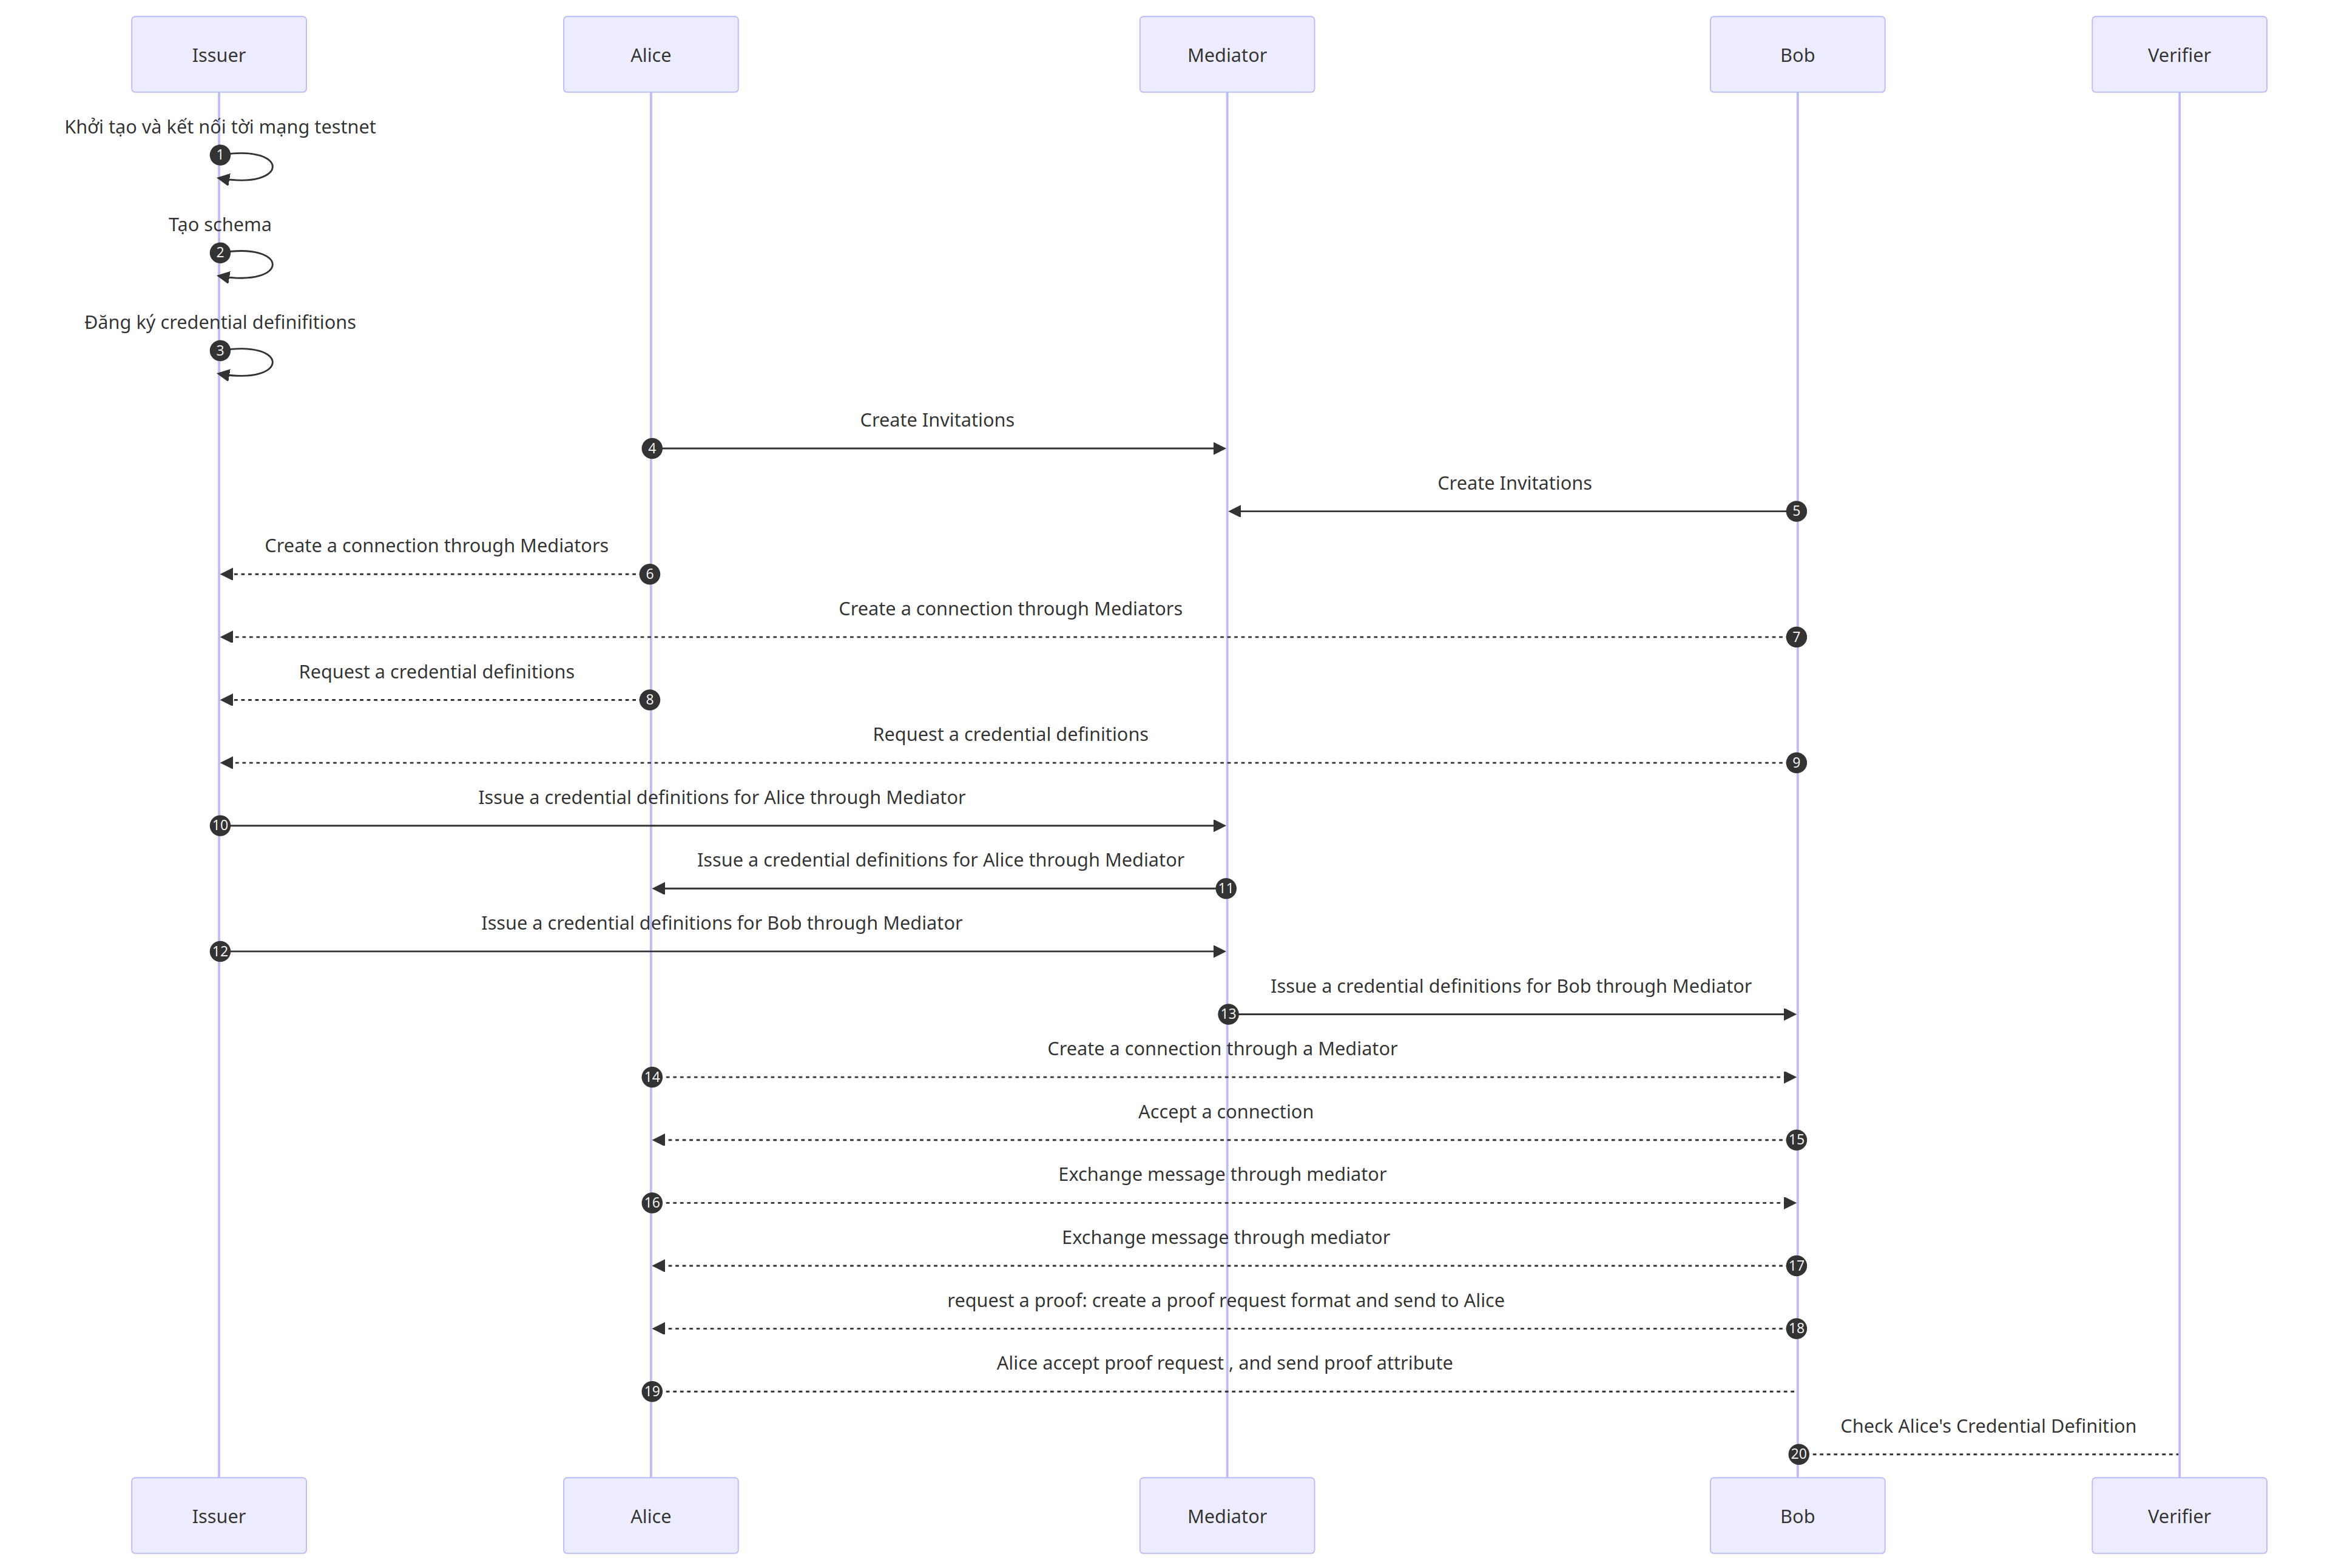 Issuer
Alice
Mediator
Bob
Verifier
Khởi tạo và kết nối tời mạng testnet
1
Tạo schema
2
Đăng ký credential definifitions
3
Create Invitations
4
Create Invitations
5
Create a connection through Mediators
6
Create a connection through Mediators
7
Request a credential definitions
8
Request a credential definitions
9
Issue a credential definitions for Alice through Mediator
10
Issue a credential definitions for Alice through Mediator
11
Issue a credential definitions for Bob through Mediator
12
Issue a credential definitions for Bob through Mediator
13
Create a connection through a Mediator
14
Accept a connection
15
Exchange message through mediator
16
Exchange message through mediator
17
request a proof: create a proof request format and send to Alice
18
Alice accept proof request , and send proof attribute
19
Check Alice's Credential Definition
20
Issuer
Alice
Mediator
Bob
Verifier